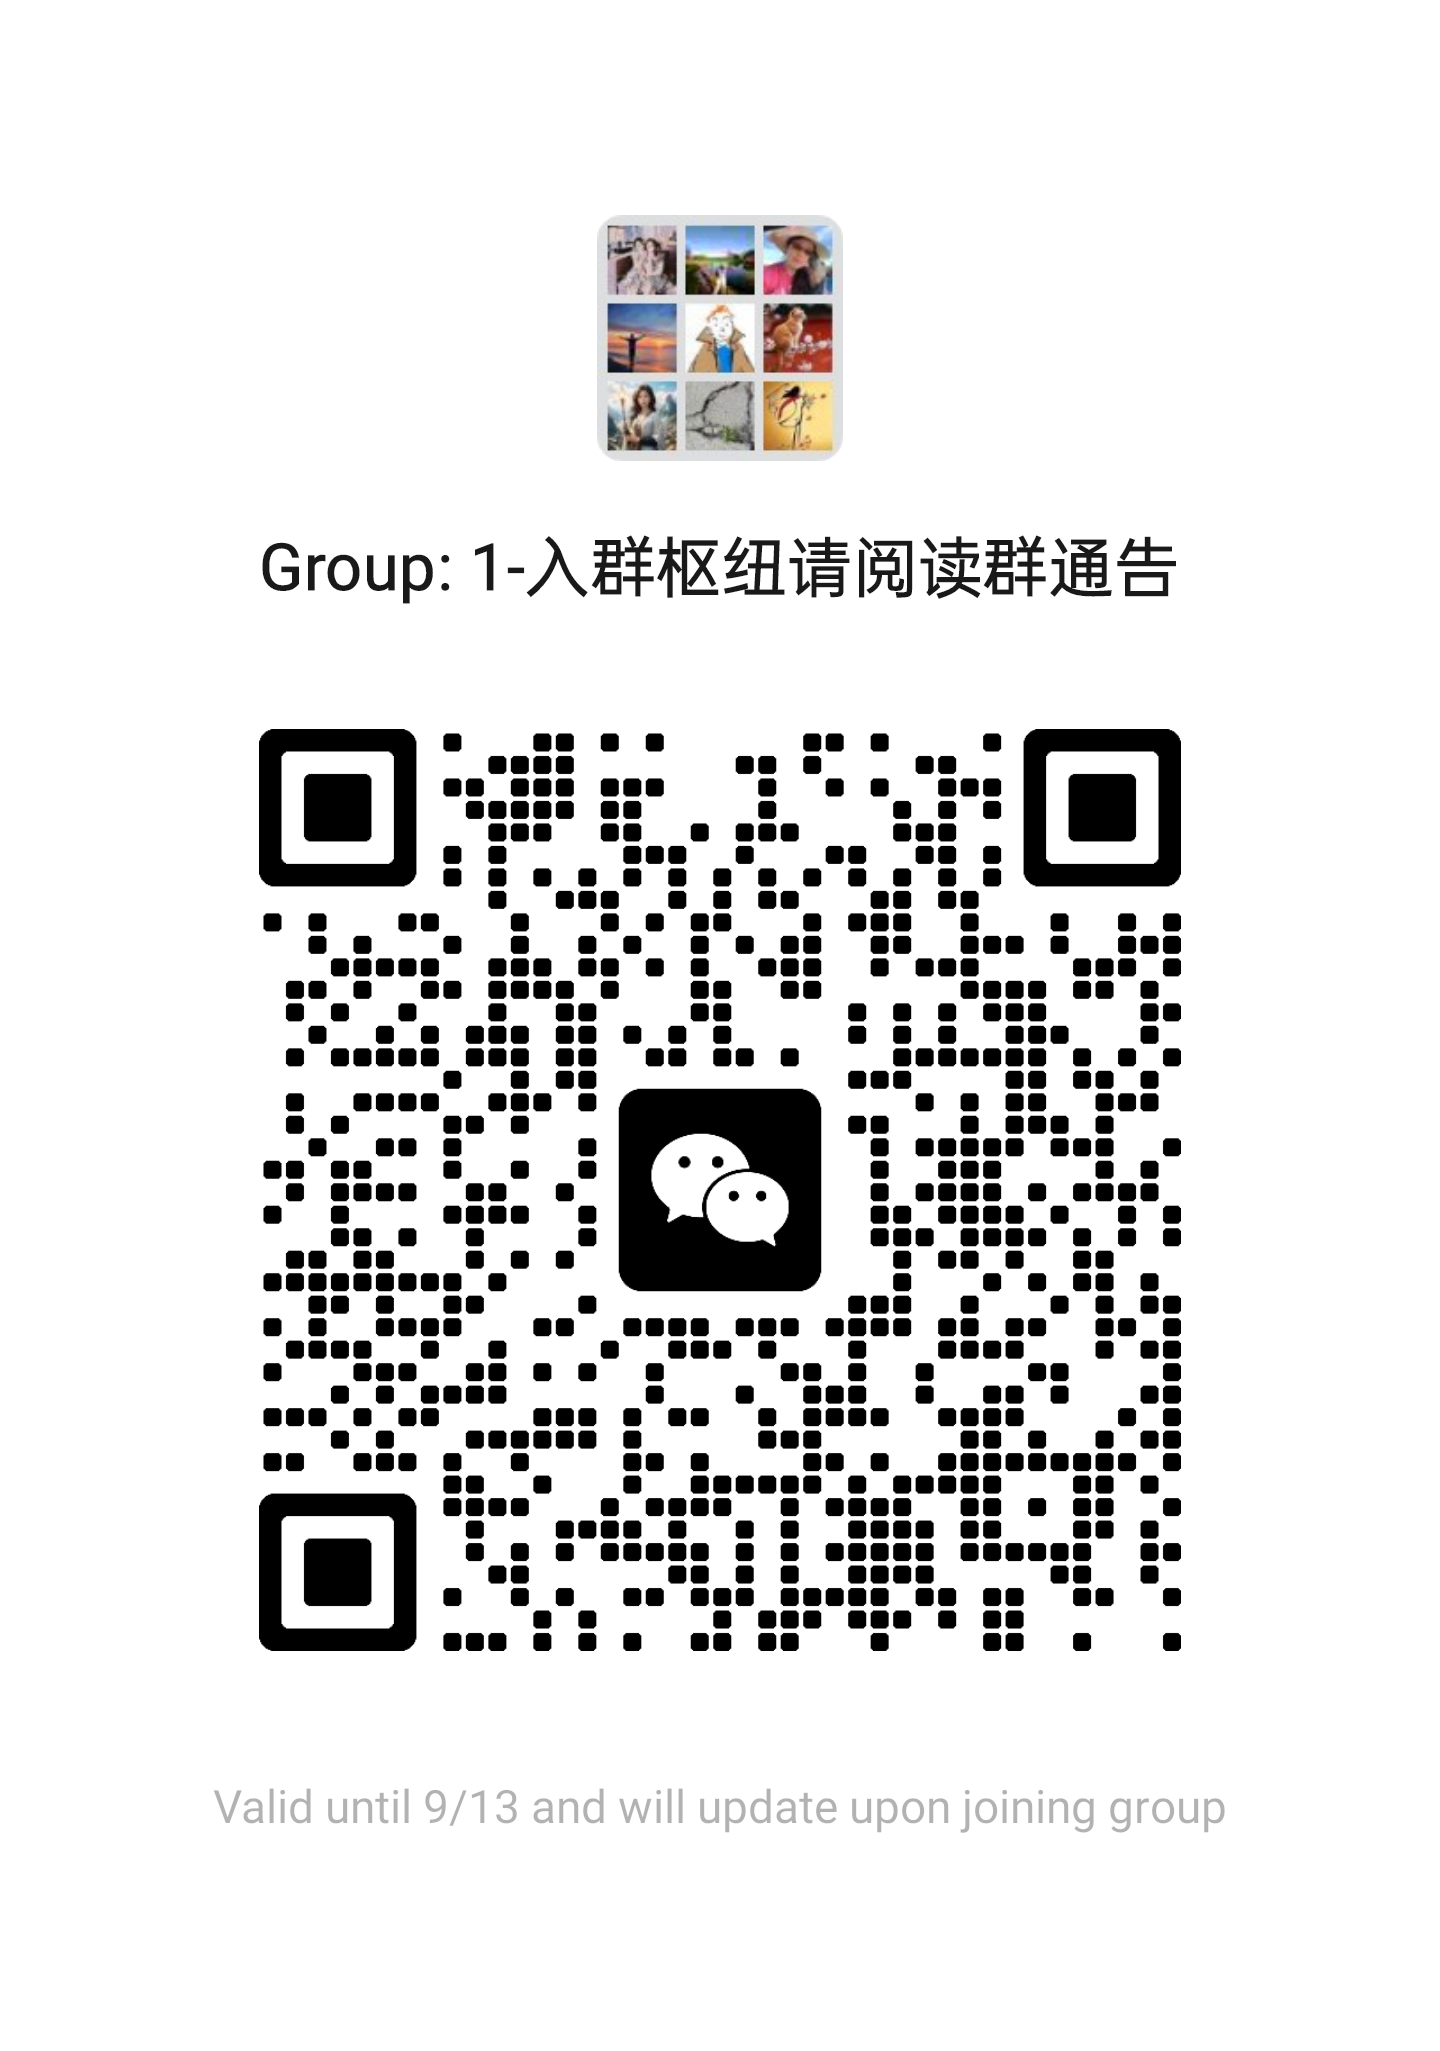 Group: 1-入群枢纽请阅读群通告
Valid until 9/13 and will update upon joining group